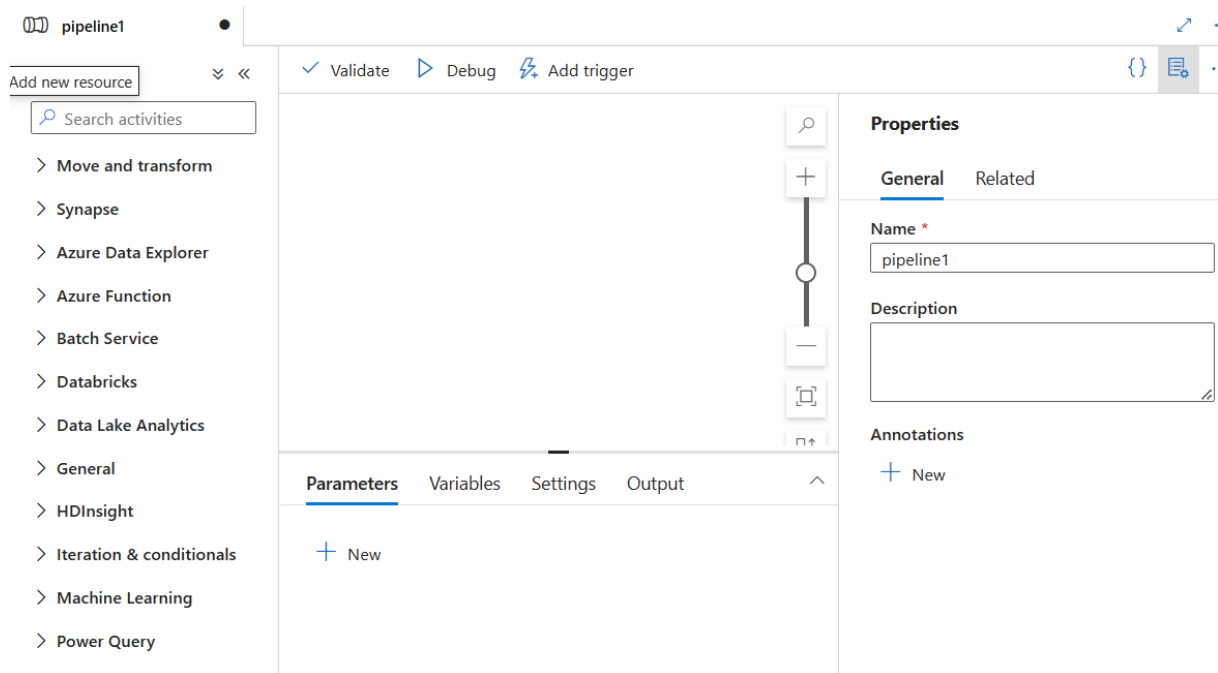 pipeline1
Add new resource
Validate
Debug
Add trigger
{}
Search activities
Move and transform
Synapse
Azure Data Explorer
Azure Function
Batch Service
Databricks
Data Lake Analytics
General
HDInsight
Iteration & conditionals
Machine Learning
Power Query
Parameters
Variables
Settings
Output
New
Properties
General
Related
Name *
pipeline1
Description
Annotations
New